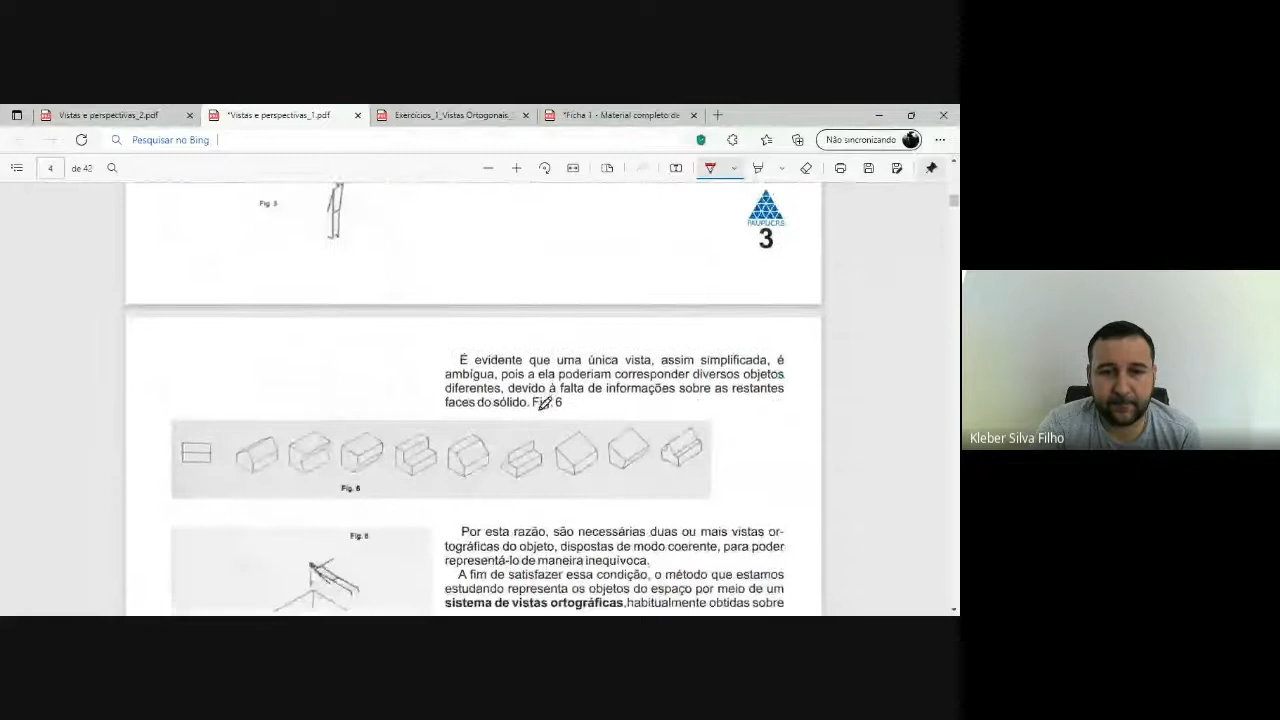 Vistas e perspectivas_2.pdf
*Vistas e perspectivas_1.pdf
Exercícios_1_Vistas Ortogonais_
*Ficha 1 - Material completo de
Pesquisar no Bing
Não sincronizando
4
de 42
Fig 3
FAUPUCRS
3
É evidente que uma única vista, assim simplificada, é
ambígua, pois a ela poderiam corresponder diversos objetos
diferentes, devido à falta de informações sobre as restantes
faces do sólido. Fig. 6
Fig. 6
Fig. 8
Por esta razão, são necessárias duas ou mais vistas or-
tográficas do objeto, dispostas de modo coerente, para poder
representá-lo de maneira inequívoca.
A fim de satisfazer essa condição, o método que estamos
estudando representa os objetos do espaço por meio de um
sistema de vistas ortográficas,habitualmente obtidas sobre
Kleber Silva Filho